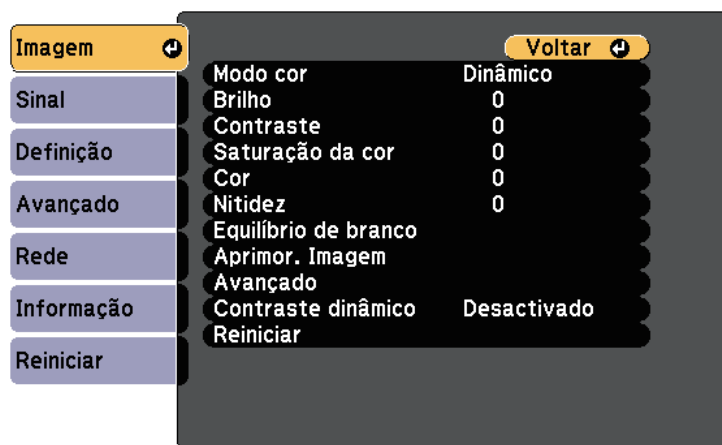 Imagem
Sinal
Definição
Avançado
Rede
Informação
Reiniciar
Voltar
Modo cor Dinâmico
Brilho 0
Contraste 0
Saturação da cor 0
Cor 0
Nitidez 0
Equilíbrio de branco
Aprimor. Imagem
Avançado
Contraste dinâmico Desactivado
Reiniciar